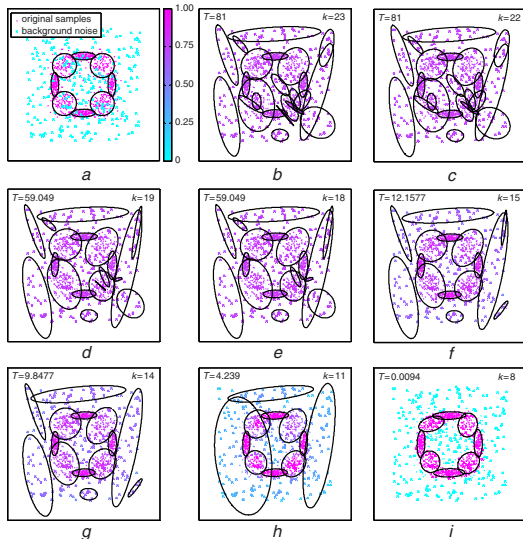 original samples
background noise
1.00
0.75
0.50
0.25
0
a
T=81 k=23
b
T=81 k=22
c
T=59.049 k=19
d
T=59.049 k=18
e
T=12.1577 k=15
f
T=9.8477 k=14
g
T=4.239 k=11
h
T=0.0094 k=8
i